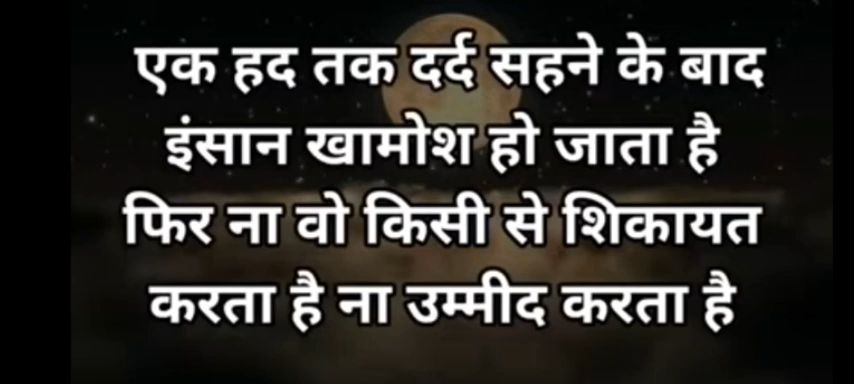 एक हद तक दर्द सहने के बाद
इंसान खामोश हो जाता है
फिर ना वो किसी से शिकायत
करता है ना उम्मीद करता है